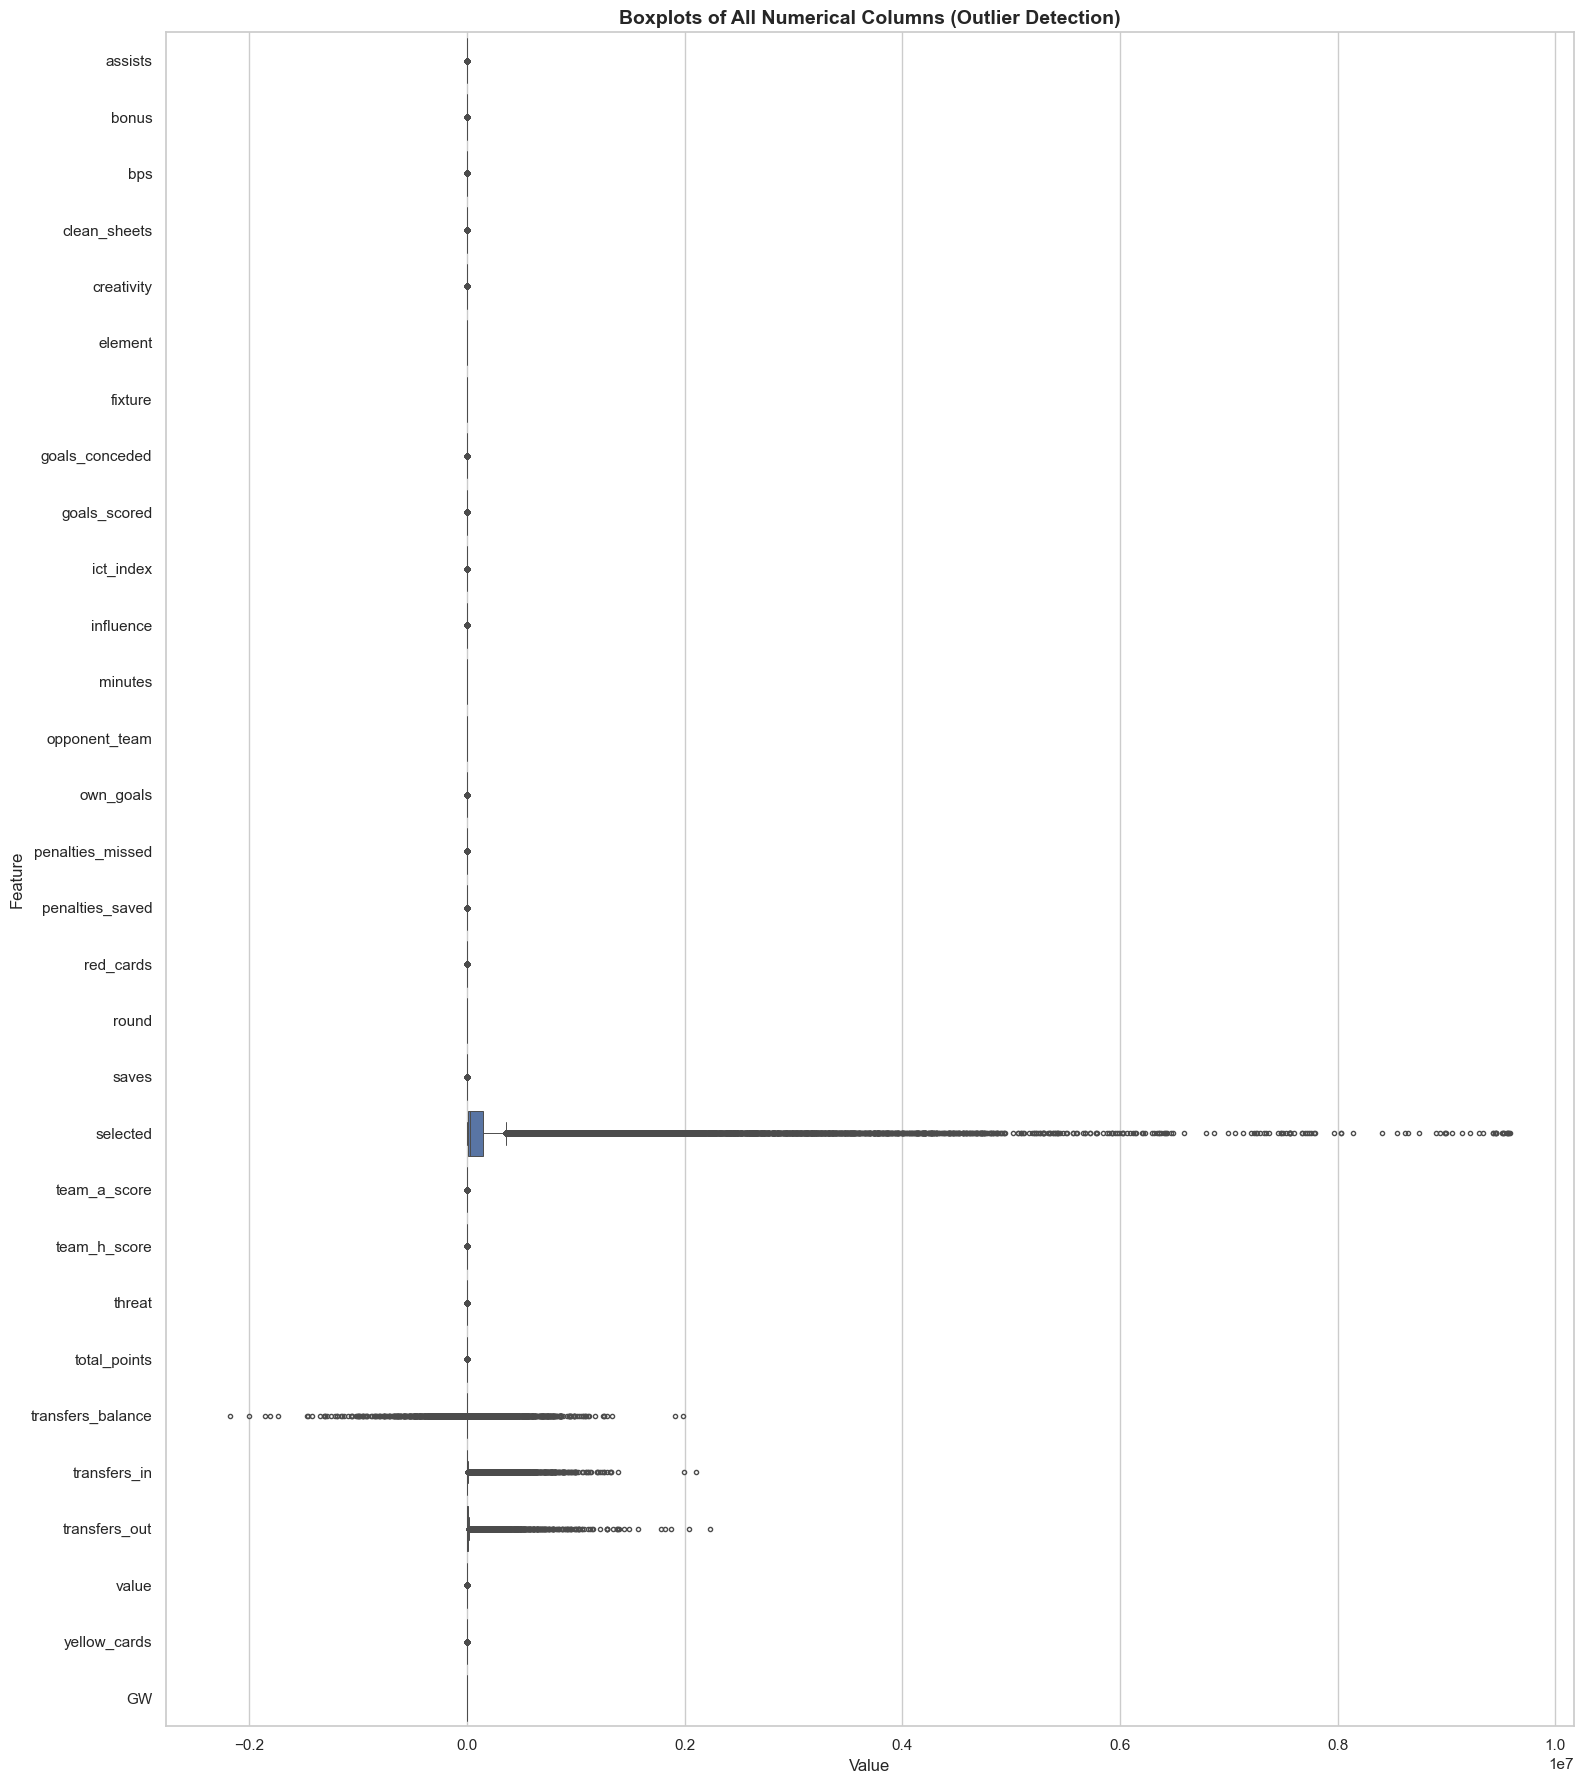 Boxplots of All Numerical Columns (Outlier Detection)
Feature
assists
bonus
bps
clean_sheets
creativity
element
fixture
goals_conceded
goals_scored
ict_index
influence
minutes
opponent_team
own_goals
penalties_missed
penalties_saved
red_cards
round
saves
selected
team_a_score
team_h_score
threat
total_points
transfers_balance
transfers_in
transfers_out
value
yellow_cards
GW
−0.2 0.0 0.2 0.4 0.6 0.8 1.0
1e7
Value